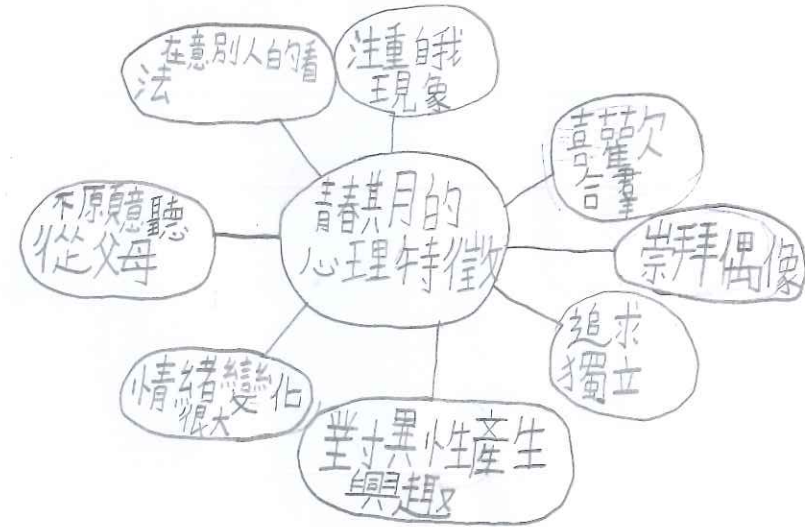 在意別人的看
法
注重自我
現象
喜歡
合羣
青春期的
心理特徵
不願意聽
從父母
崇拜偶像
追求
獨立
情緒變化
很大
對異性產生
興趣